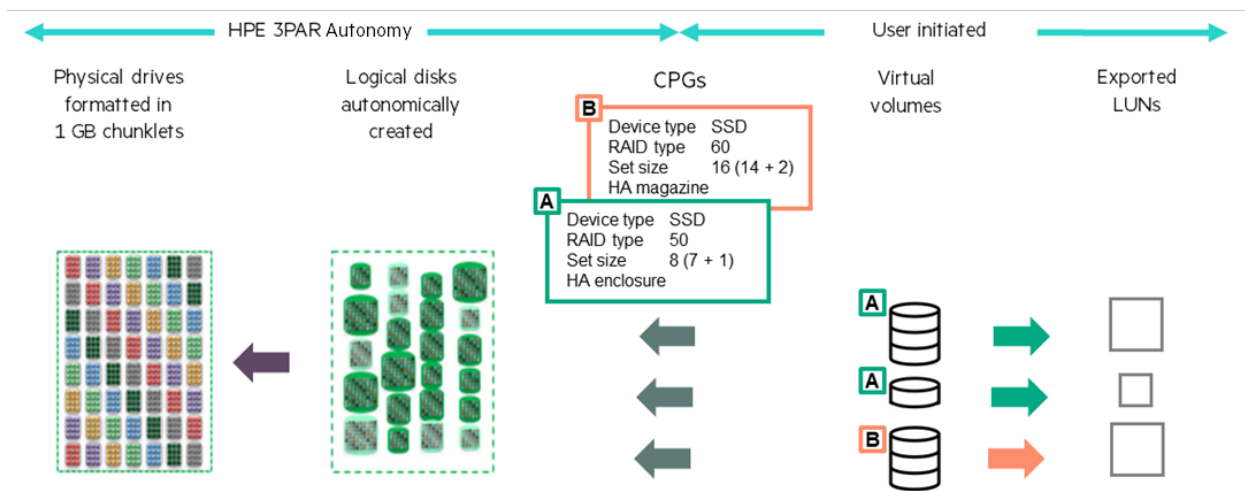 HPE 3PAR Autonomy
User initiated
Physical drives
formatted in
1 GB chunklets
Logical disks
autonomically
created
CPGs
Virtual
volumes
Exported
LUNs
B
Device type SSD
RAID type 60
Set size 16 (14 + 2)
HA magazine
A
Device type SSD
RAID type 50
Set size 8 (7 + 1)
HA enclosure
A
A
B